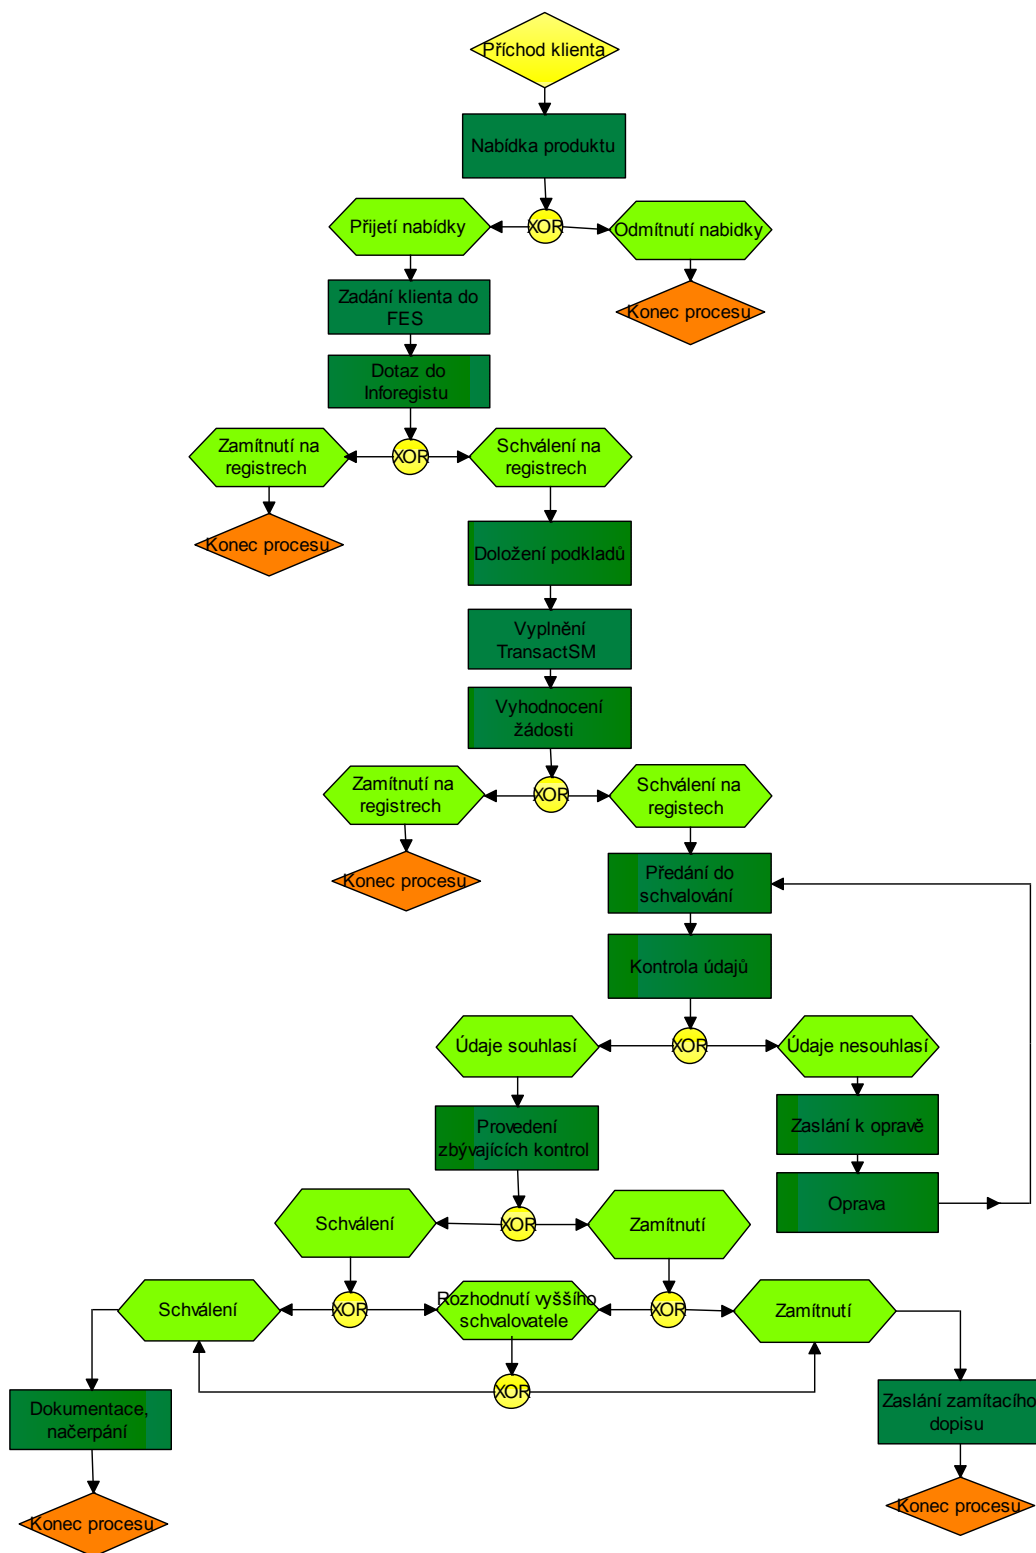 Příchod klienta
Nabídka produktu
Přijetí nabídky
XOR
Odmítnutí nabidky
Zadání klienta do
FES
Konec procesu
Dotaz do
Inforegistu
Zamítnutí na
registrech
XOR
Schválení na
registrech
Konec procesu
Doložení podkladů
Vyplnění
TransactSM
Vyhodnocení
žádosti
Zamítnutí na
registrech
XOR
Schválení na
registech
Konec procesu
Předání do
schvalování
Kontrola údajů
Údaje souhlasí
XOR
Údaje nesouhlasí
Provedení
zbývajících kontrol
Zaslání k opravě
Oprava
Schválení
XOR
Zamítnutí
Schválení
XOR
Rozhodnutí vyššího
schvalovatele
XOR
Zamítnutí
XOR
Dokumentace,
načerpání
Zaslání zamítacího
dopisu
Konec procesu
Konec procesu